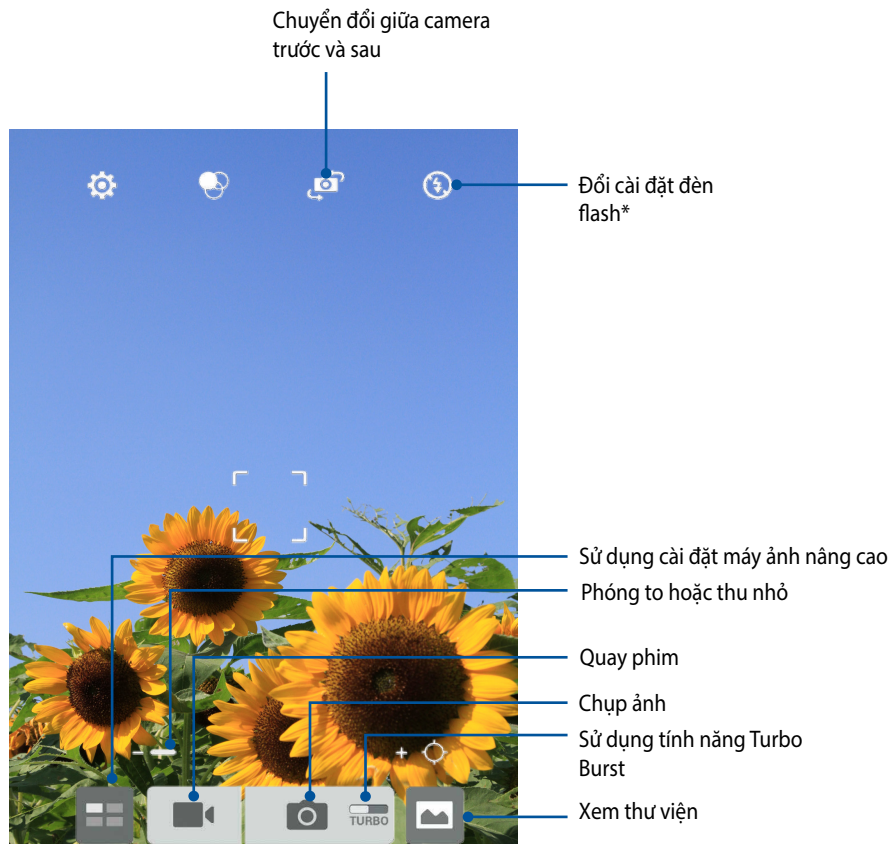 Chuyển đổi giữa camera
trước và sau
Đổi cài đặt đèn
flash*
Sử dụng cài đặt máy ảnh nâng cao
Phóng to hoặc thu nhỏ
Quay phim
Chụp ảnh
Sử dụng tính năng Turbo
Burst
TURBO
Xem thư viện